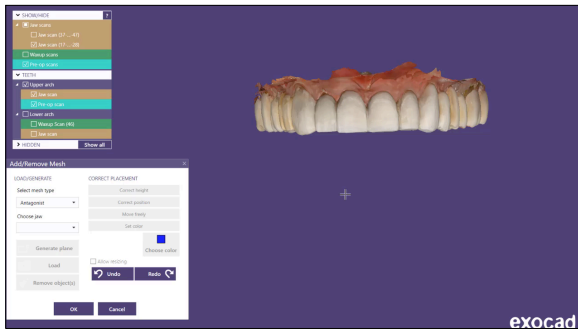 SHOW/HIDE
?
Jaw scans
Jaw scan (37 ... 47)
Jaw scan (17 ... 28)
Waxup scans
Pre-op scans
TEETH
Upper arch
Jaw scan
Pre-op scan
Lower arch
Waxup Scan (46)
Jaw scan
HIDDEN Show all
Add/Remove Mesh
LOAD/GENERATE CORRECT PLACEMENT
Select mesh type Correct height
Antagonist Correct position
Choose jaw Move freely
Set color
Generate plane Choose color
Load Allow resizing
Undo Redo
Remove object(s)
OK Cancel
exocad